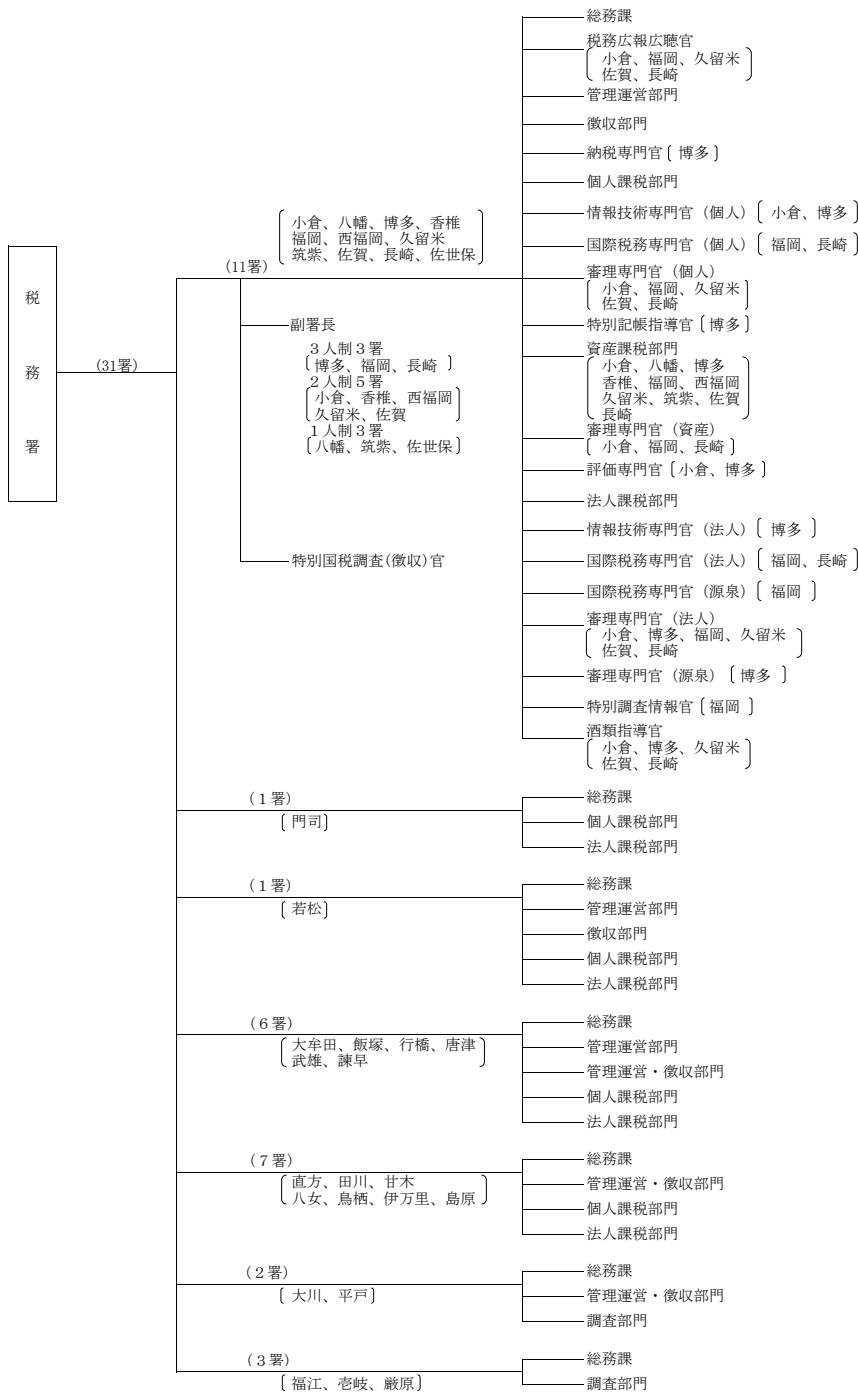 税務署
(31署)
小倉、八幡、博多、香椎
福岡、西福岡、久留米
筑紫、佐賀、長崎、佐世保
(11署)
副署長
３人制３署
博多、福岡、長崎
２人制５署
小倉、香椎、西福岡
久留米、佐賀
１人制３署
八幡、筑紫、佐世保
特別国税調査(徴収)官
総務課
税務広報広聴官
小倉、福岡、久留米
佐賀、長崎
管理運営部門
徴収部門
納税専門官〔博多〕
個人課税部門
情報技術専門官（個人）〔小倉、博多〕
国際税務専門官（個人）〔福岡、長崎〕
審理専門官（個人）
小倉、福岡、久留米
佐賀、長崎
特別記帳指導官〔博多〕
資産課税部門
小倉、八幡、博多
香椎、福岡、西福岡
久留米、筑紫、佐賀
長崎
審理専門官（資産）
〔小倉、福岡、長崎〕
評価専門官〔小倉、博多〕
法人課税部門
情報技術専門官（法人）〔博多〕
国際税務専門官（法人）〔福岡、長崎〕
国際税務専門官（源泉）〔福岡〕
審理専門官（法人）
小倉、博多、福岡、久留米
佐賀、長崎
審理専門官（源泉）〔博多〕
特別調査情報官〔福岡〕
酒類指導官
小倉、博多、久留米
佐賀、長崎
(１署)
〔門司〕
総務課
個人課税部門
法人課税部門
(１署)
〔若松〕
総務課
管理運営部門
徴収部門
個人課税部門
法人課税部門
(６署)
大牟田、飯塚、行橋、唐津
武雄、諫早
総務課
管理運営部門
管理運営・徴収部門
個人課税部門
法人課税部門
(７署)
直方、田川、甘木
八女、鳥栖、伊万里、島原
総務課
管理運営・徴収部門
個人課税部門
法人課税部門
(２署)
〔大川、平戸〕
総務課
管理運営・徴収部門
調査部門
(３署)
〔福江、壱岐、厳原〕
総務課
調査部門